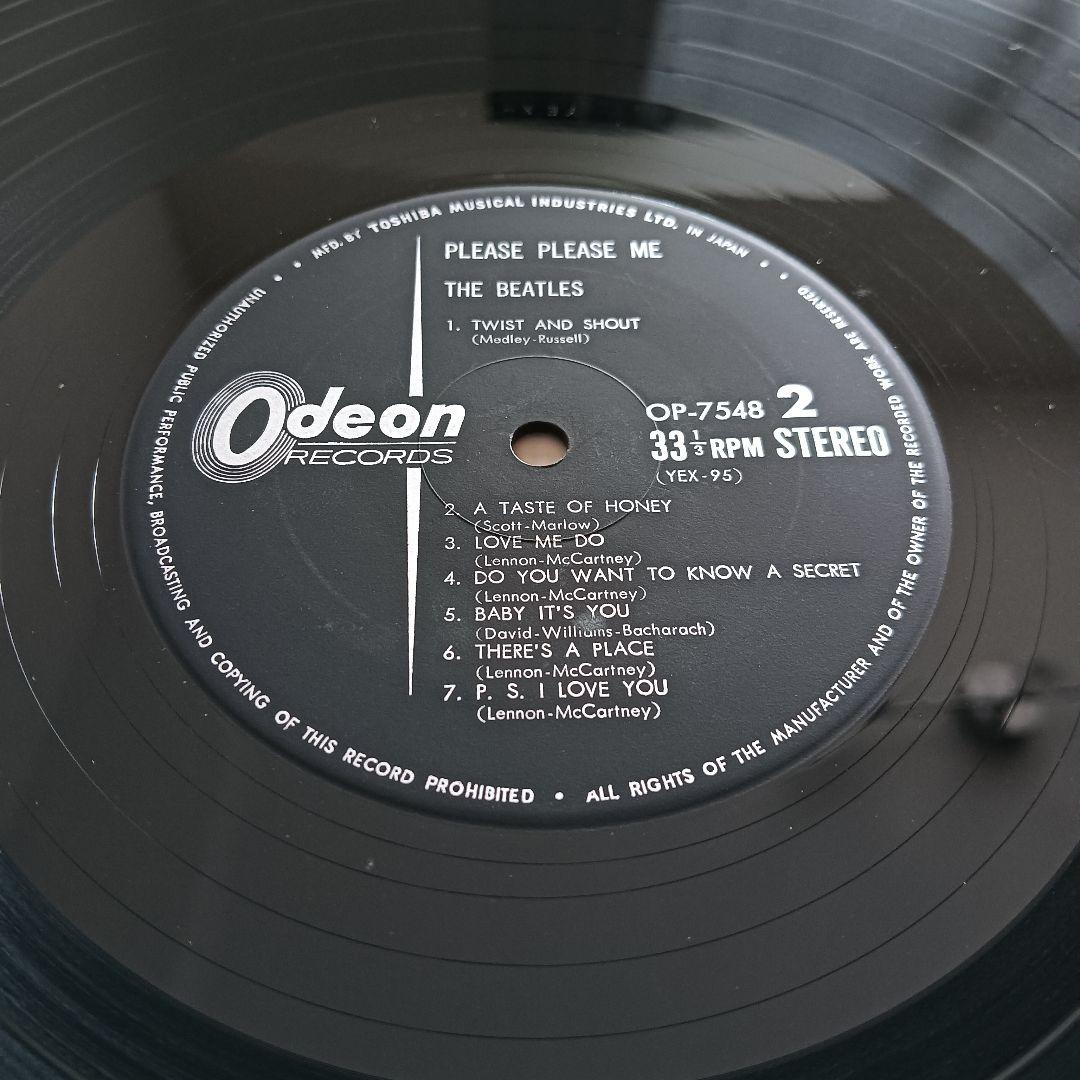 MFD. BY TOSHIBA MUSICAL INDUSTRIES LTD. IN JAPAN
PLEASE PLEASE ME
THE BEATLES
1. TWIST AND SHOUT
(Medley-Russell)
Odeon
RECORDS
OP-7548 2
33 1/3 RPM STEREO
(YEX-95)
2. A TASTE OF HONEY
(Scott-Marlow)
3. LOVE ME DO
(Lennon-McCartney)
4. DO YOU WANT TO KNOW A SECRET
(Lennon-McCartney)
5. BABY IT'S YOU
(David-Williams-Bacharach)
6. THERE'S A PLACE
(Lennon-McCartney)
7. P. S. I LOVE YOU
(Lennon-McCartney)
UNAUTHORIZED PUBLIC PERFORMANCE, BROADCASTING AND COPYING OF THIS RECORD PROHIBITED • ALL RIGHTS OF THE MANUFACTURER AND OF THE OWNER OF THE RECORDED WORK ARE RESERVED